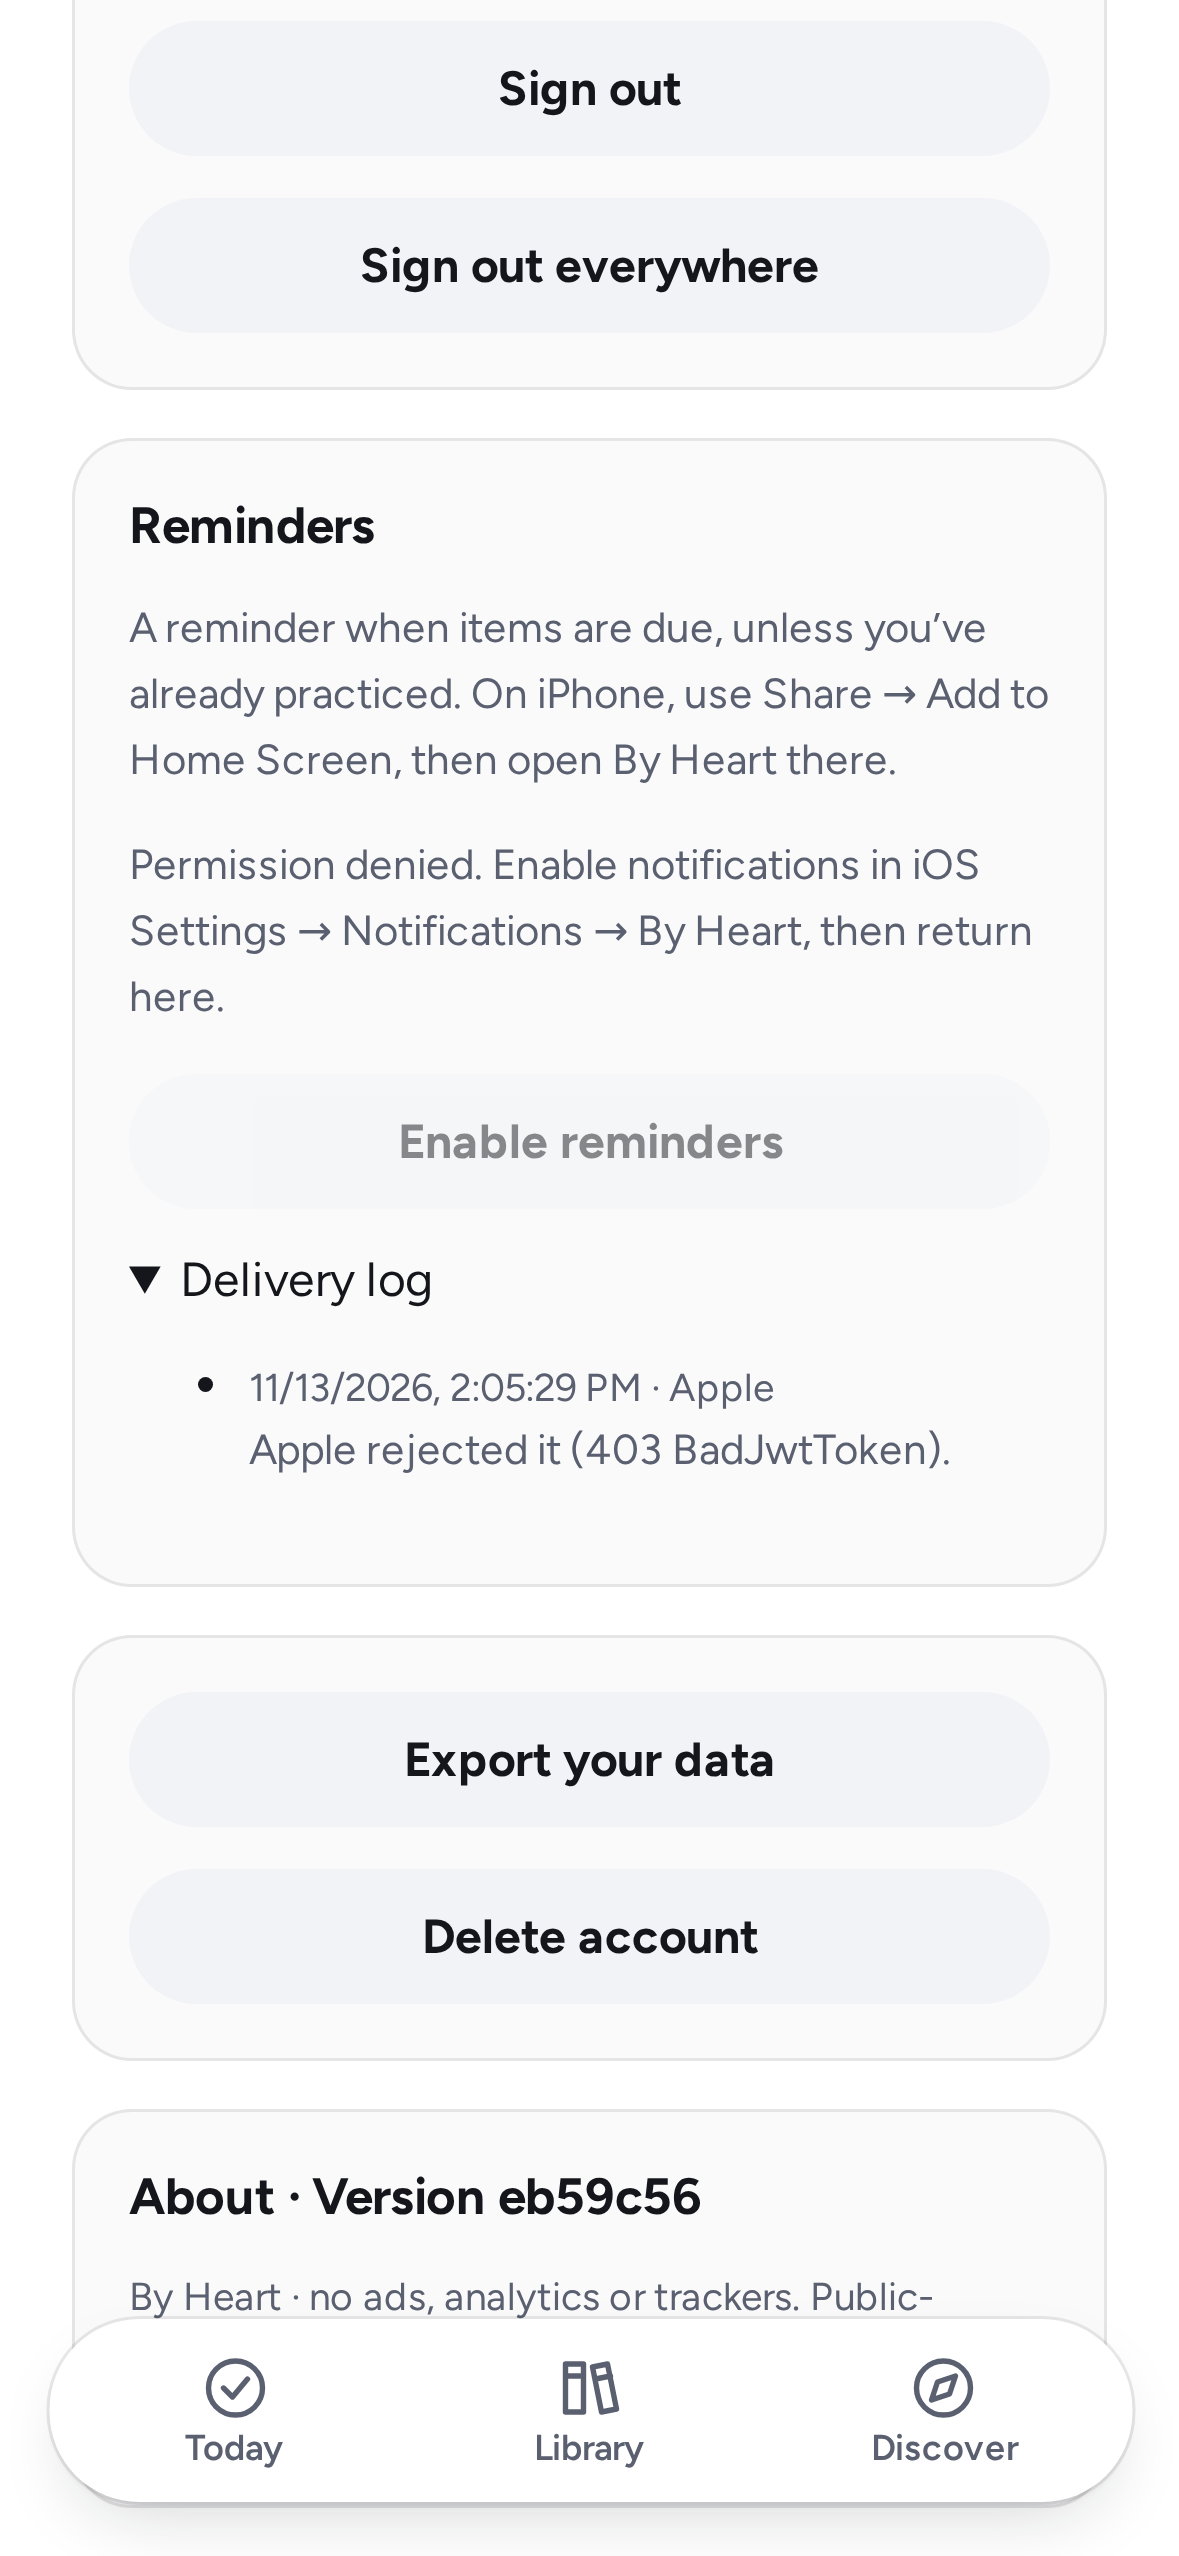 Sign out
Sign out everywhere
Reminders
A reminder when items are due, unless you’ve
already practiced. On iPhone, use Share → Add to
Home Screen, then open By Heart there.
Permission denied. Enable notifications in iOS
Settings → Notifications → By Heart, then return
here.
Enable reminders
▼ Delivery log
• 11/13/2026, 2:05:29 PM · Apple
Apple rejected it (403 BadJwtToken).
Export your data
Delete account
About · Version eb59c56
By Heart · no ads, analytics or trackers. Public-
Today
Library
Discover